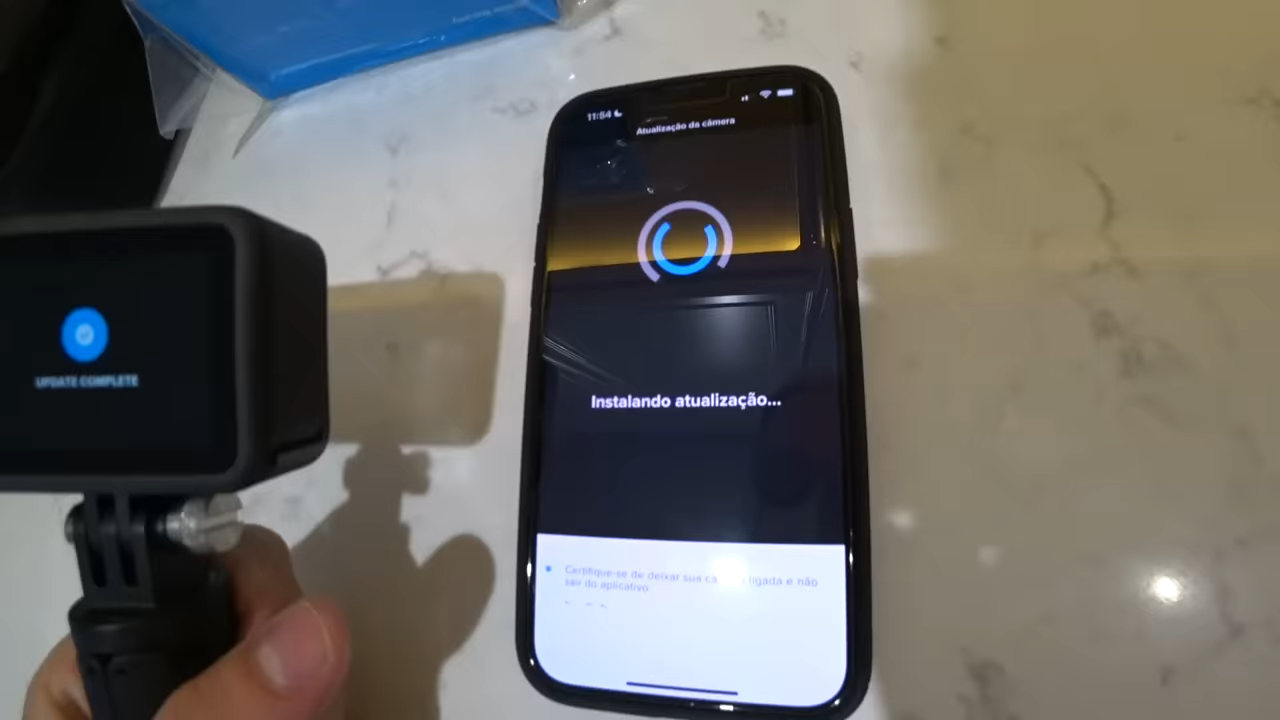 11:54
Atualização da câmera
UPDATE COMPLETE
Instalando atualização...
Certifique-se de deixar sua ligada e não
sair do aplicativo.